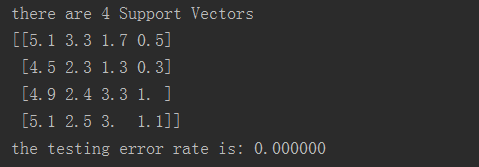 there are 4 Support Vectors
[[5.1 3.3 1.7 0.5]
 [4.5 2.3 1.3 0.3]
 [4.9 2.4 3.3 1. ]
 [5.1 2.5 3.  1.1]]
the testing error rate is: 0.000000